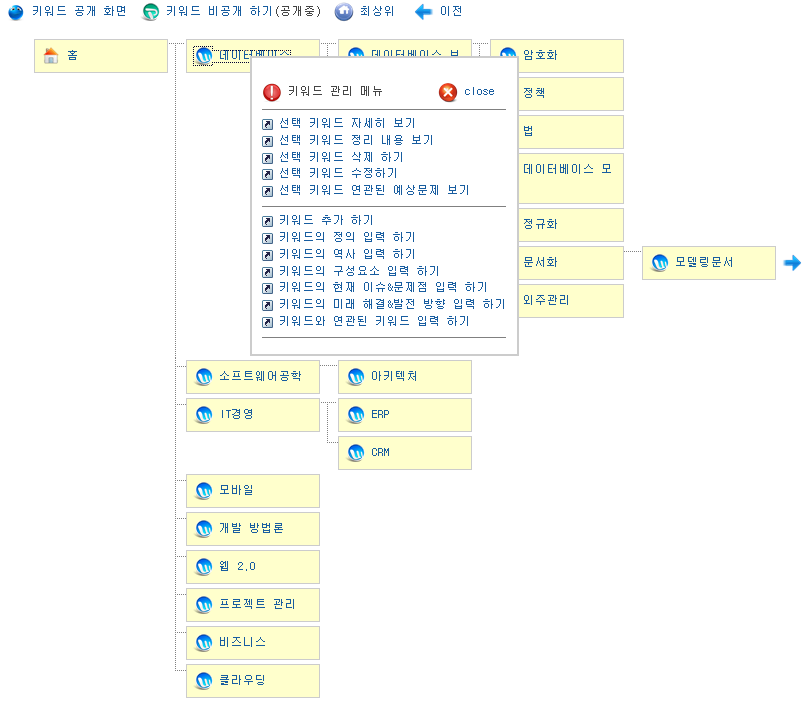 키워드 공개 화면 키워드 비공개 하기(공개중) 최상위 이전
홈 데이터베이스 데이터베이스 보 암호화
정책
법
데이터베이스 모
정규화
문서화 모델링문서
외주관리
키워드 관리 메뉴 close
선택 키워드 자세히 보기
선택 키워드 정리 내용 보기
선택 키워드 삭제 하기
선택 키워드 수정하기
선택 키워드 연관된 예상문제 보기
키워드 추가 하기
키워드의 정의 입력 하기
키워드의 역사 입력 하기
키워드의 구성요소 입력 하기
키워드의 현재 이슈&문제점 입력 하기
키워드의 미래 해결&발전 방향 입력 하기
키워드와 연관된 키워드 입력 하기
소프트웨어공학 아키텍처
IT경영 ERP
CRM
모바일
개발 방법론
웹 2.0
프로젝트 관리
비즈니스
클라우딩